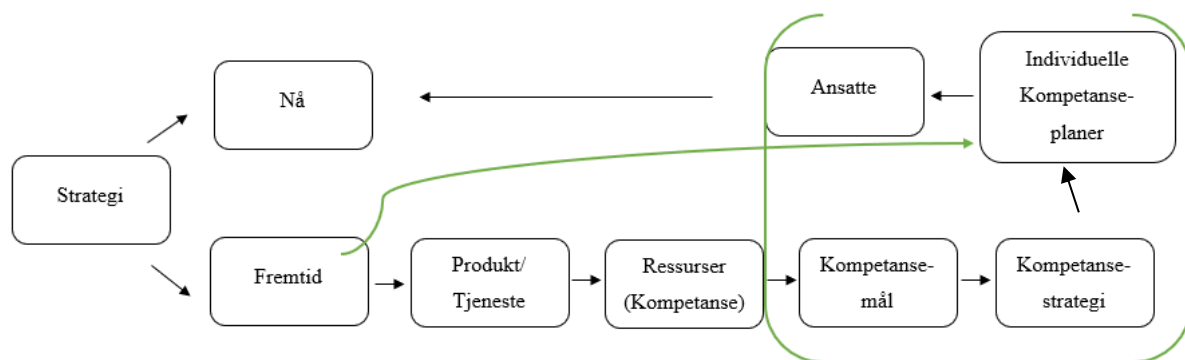 Nå
Ansatte
Individuelle
Kompetanse-
planer
Strategi
Fremtid
Produkt/
Tjeneste
Ressurser
(Kompetanse)
Kompetanse-
mål
Kompetanse-
strategi